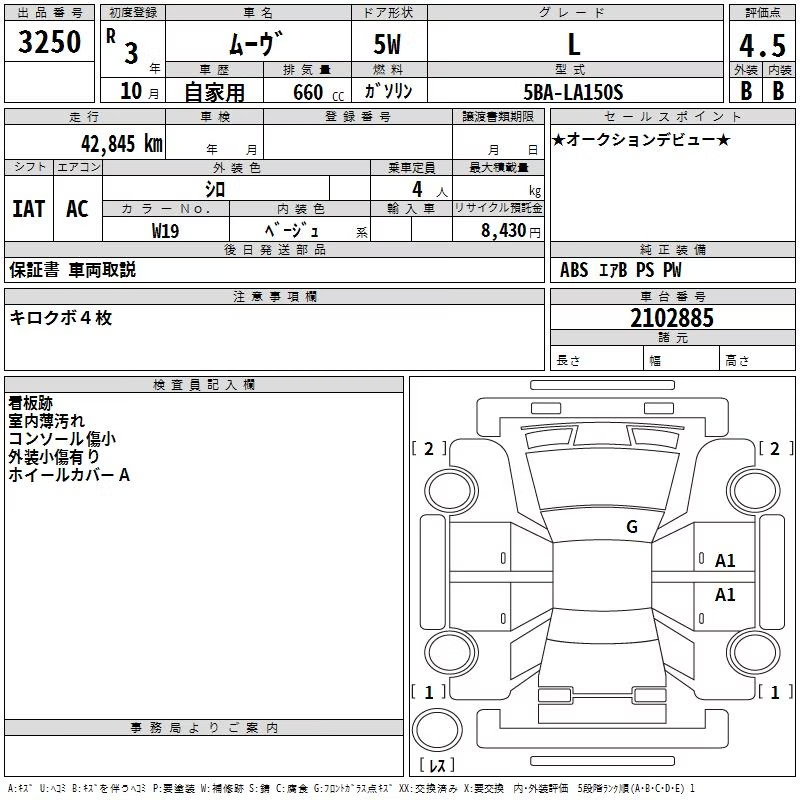 出品番号 初度登録 車名 ドア形状 グレード 評価点
3250 R 3 年 ﾑｰｳﾞ 5W L 4.5
車歴 排気量 燃料 型式 外装 内装
10 月 自家用 660 CC ｶﾞｿﾘﾝ 5BA-LA150S B B
走行 車検 登録番号 譲渡書類期限 セールスポイント
42,845 km 年 月 月 日 ★オークションデビュー★
シフト エアコン 外装色 乗車定員 最大積載量
IAT AC ｼﾛ 4 人 kg
カラーNo. 内装色 輸入車 リサイクル預託金
W19 ﾍﾞｰｼﾞｭ 系 8,430 円
後日発送部品 純正装備
保証書 車両取説 ABS ｴｱB PS PW
注意事項欄 車台番号
キロクボ４枚 2102885
諸元
長さ 幅 高さ
検査員記入欄
看板跡
室内薄汚れ
コンソール傷小
外装小傷有り
ホイールカバーＡ
[ 2 ] [ 2 ]
G
A1
A1
[ 1 ] [ 1 ]
[ ﾚｽ ]
事務局よりご案内
A:ｷｽﾞ U:ﾍｺﾐ B:ｷｽﾞを伴うﾍｺﾐ P:要塗装 W:補修跡 S:錆 C:腐食 G:ﾌﾛﾝﾄｶﾞﾗｽ点ｷｽﾞ XX:交換済み X:要交換 内・外装評価 5段階ﾗﾝｸ順(A・B・C・D・E) 1